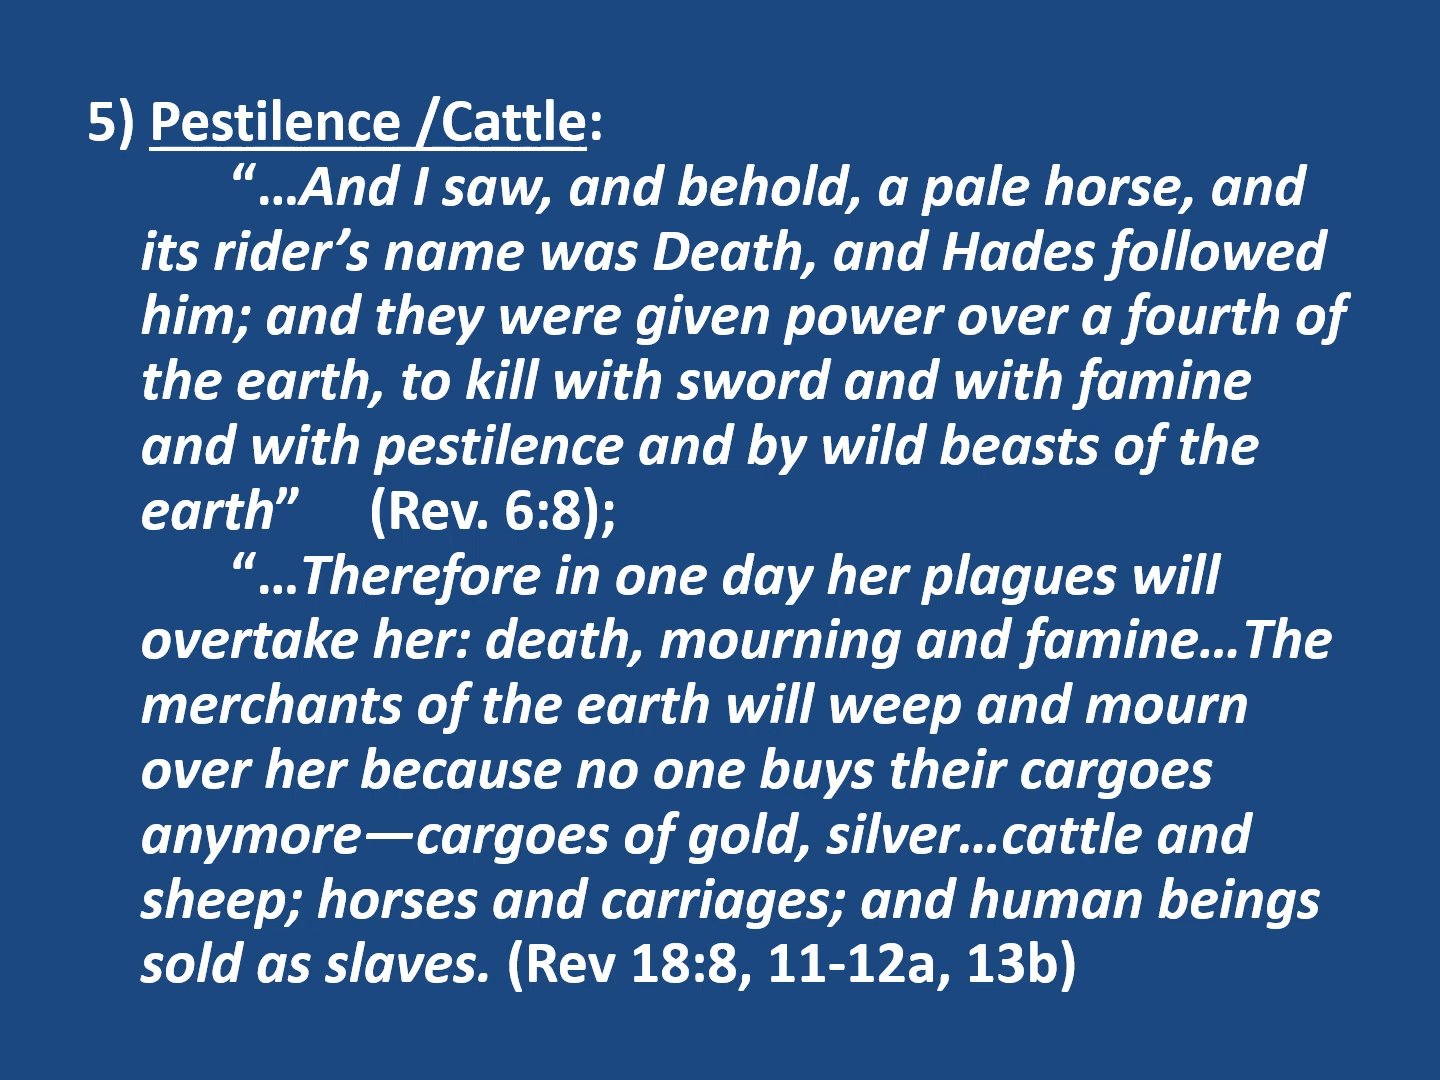 5) Pestilence /Cattle:
“…And I saw, and behold, a pale horse, and
its rider’s name was Death, and Hades followed
him; and they were given power over a fourth of
the earth, to kill with sword and with famine
and with pestilence and by wild beasts of the
earth” (Rev. 6:8);
“…Therefore in one day her plagues will
overtake her: death, mourning and famine…The
merchants of the earth will weep and mourn
over her because no one buys their cargoes
anymore—cargoes of gold, silver…cattle and
sheep; horses and carriages; and human beings
sold as slaves. (Rev 18:8, 11-12a, 13b)